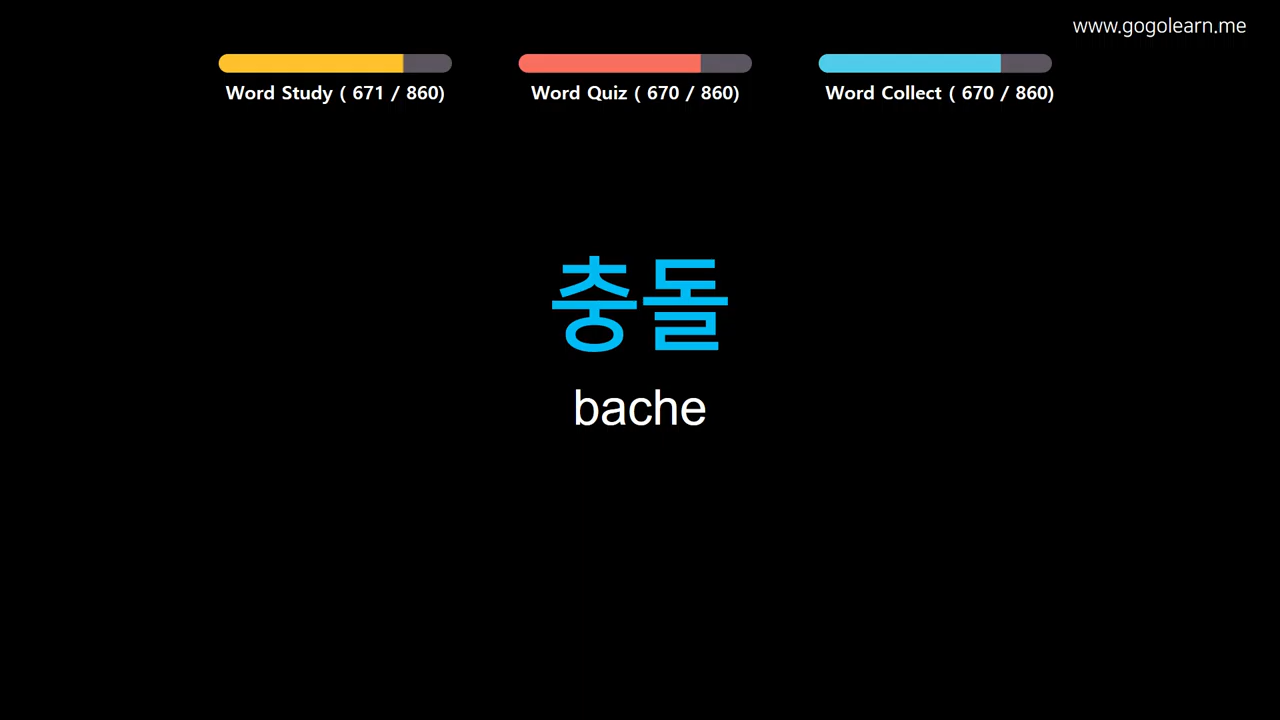 www.gogolearn.me
Word Study ( 671 / 860)
Word Quiz ( 670 / 860)
Word Collect ( 670 / 860)
충돌
bache